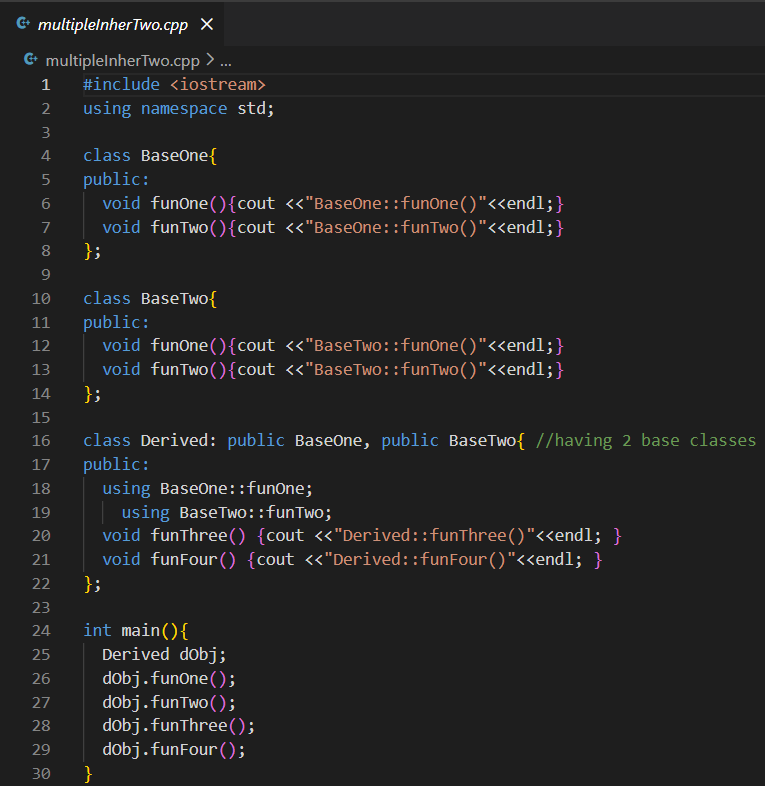 multipleInherTwo.cpp ×
multipleInherTwo.cpp > ...
1 #include <iostream>
2 using namespace std;
3
4 class BaseOne{
5 public:
6   void funOne(){cout <<"BaseOne::funOne()"<<endl;}
7   void funTwo(){cout <<"BaseOne::funTwo()"<<endl;}
8 };
9
10 class BaseTwo{
11 public:
12   void funOne(){cout <<"BaseTwo::funOne()"<<endl;}
13   void funTwo(){cout <<"BaseTwo::funTwo()"<<endl;}
14 };
15
16 class Derived: public BaseOne, public BaseTwo{ //having 2 base classes
17 public:
18   using BaseOne::funOne;
19     using BaseTwo::funTwo;
20   void funThree() {cout <<"Derived::funThree()"<<endl; }
21   void funFour() {cout <<"Derived::funFour()"<<endl; }
22 };
23
24 int main(){
25   Derived dObj;
26   dObj.funOne();
27   dObj.funTwo();
28   dObj.funThree();
29   dObj.funFour();
30 }